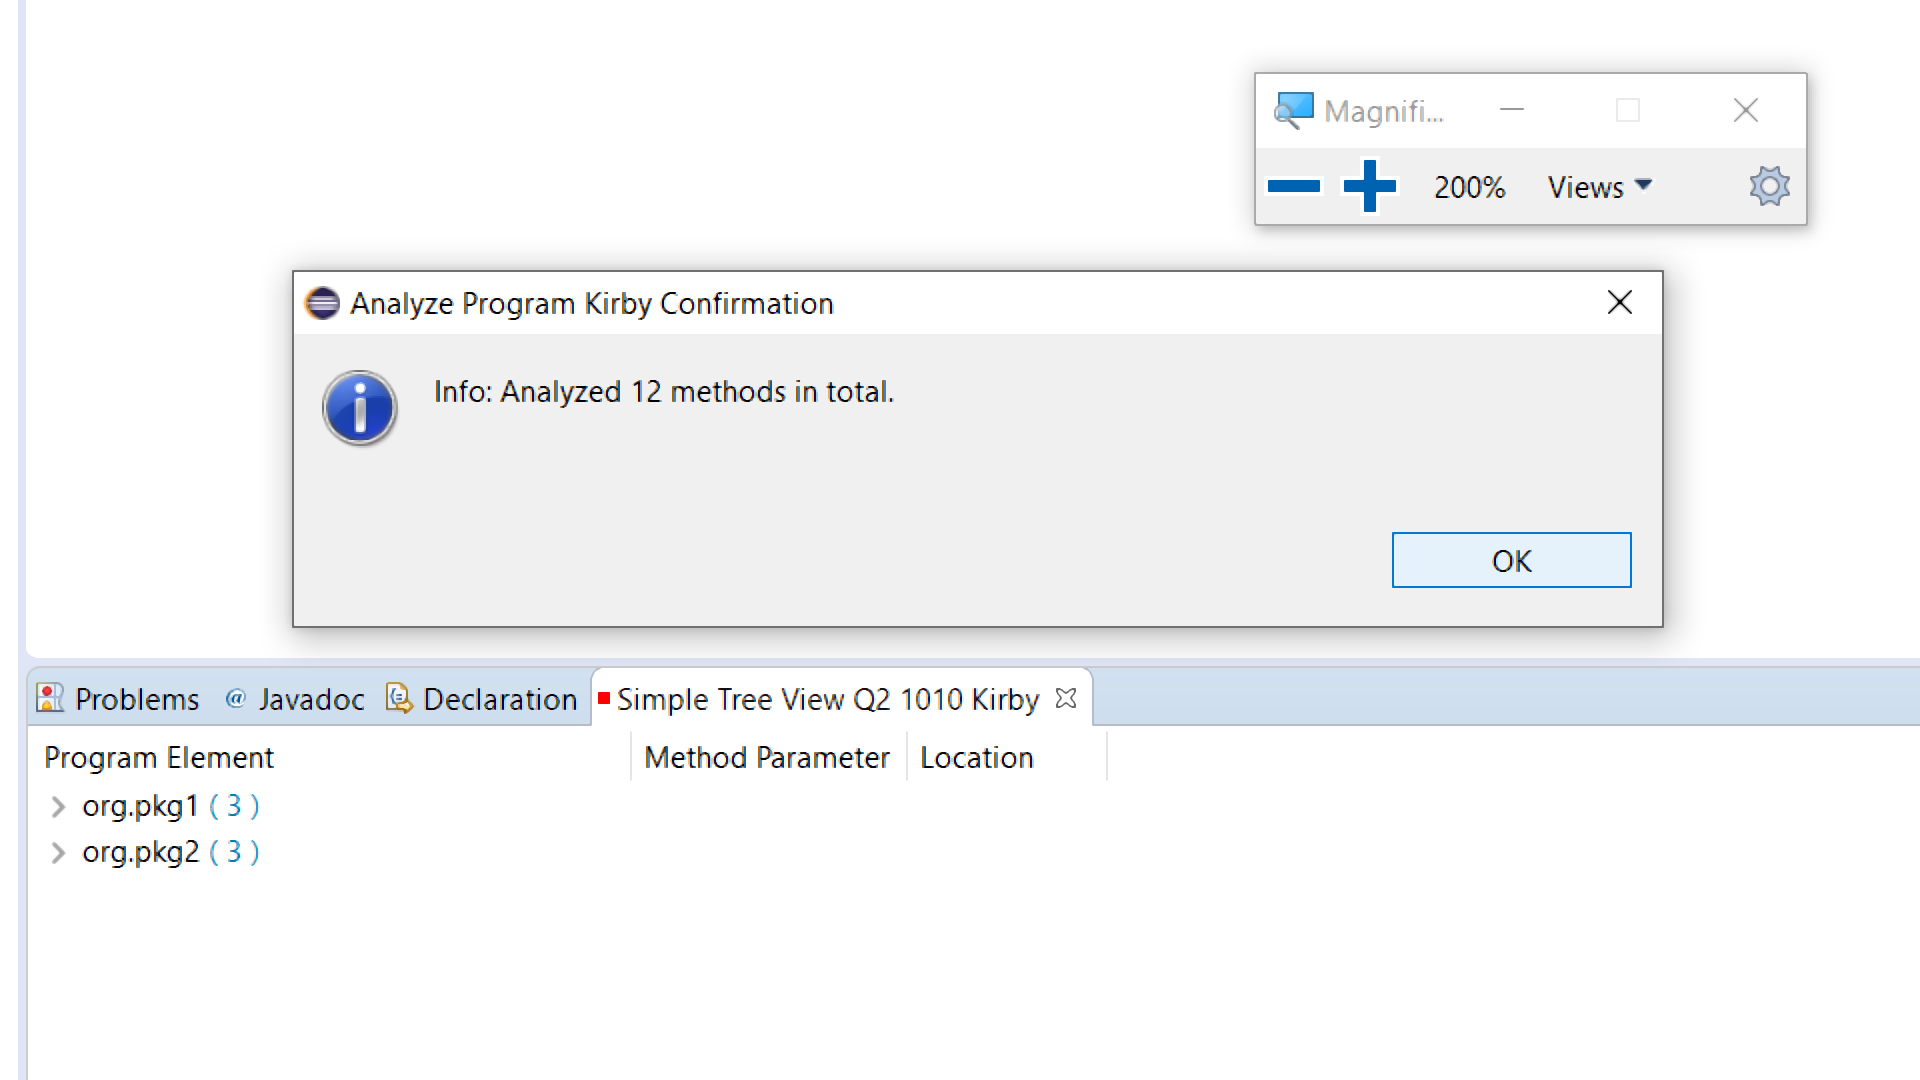 Magnifi...
200% Views
Analyze Program Kirby Confirmation
Info: Analyzed 12 methods in total.
OK
Problems @ Javadoc Declaration Simple Tree View Q2 1010 Kirby
Program Element Method Parameter Location
org.pkg1 ( 3 )
org.pkg2 ( 3 )